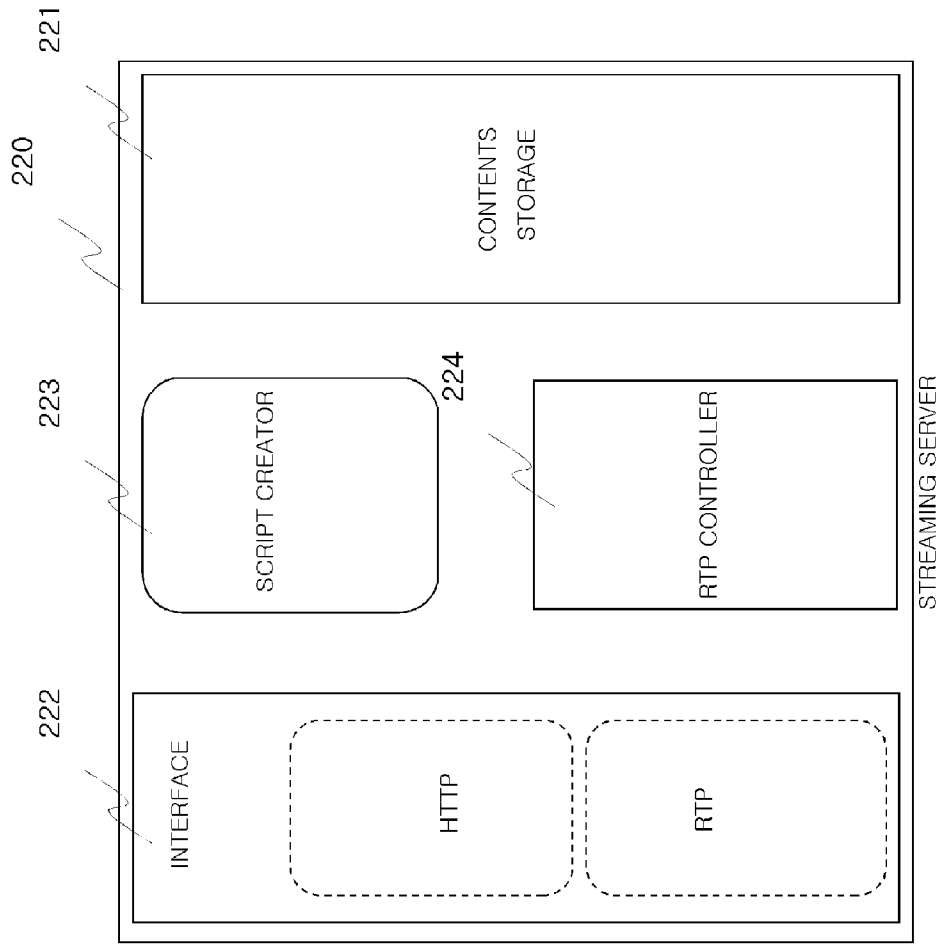 220
222
INTERFACE
HTTP
RTP
223
SCRIPT CREATOR
224
RTP CONTROLLER
221
CONTENTS
STORAGE
STREAMING SERVER